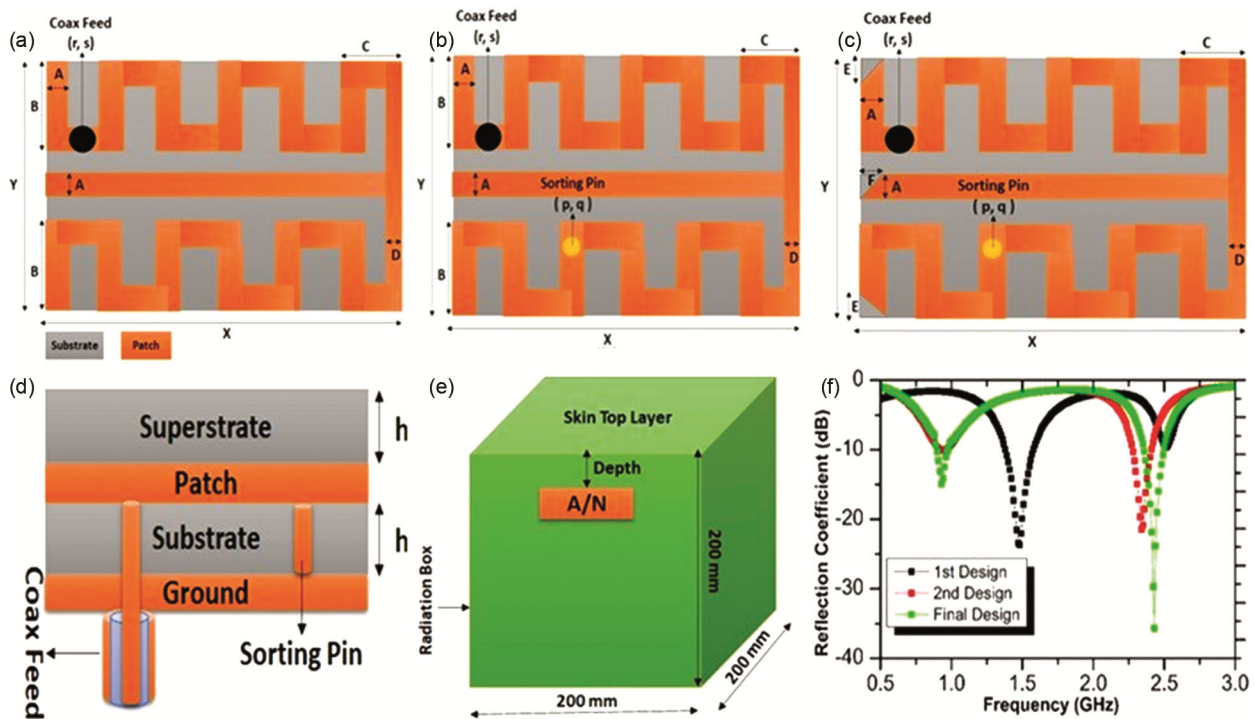 (a)
Coax Feed
(r, s)
C
A
B
Y
A
B
D
X
Substrate
Patch
(b)
Coax Feed
(r, s)
C
A
B
Y
A
Sorting Pin
( p, q )
B
D
X
(c)
Coax Feed
(r, s)
C
E
A
Y
F
A
Sorting Pin
( p, q )
D
E
X
(d)
Superstrate
h
Patch
Substrate
h
Ground
Coax Feed
Sorting Pin
(e)
Skin Top Layer
Depth
A/N
200 mm
Radiation Box
200 mm
200 mm
(f)
Reflection Coefficient (dB)
0
-10
-20
-30
-40
1st Design
2nd Design
Final Design
0.5 1.0 1.5 2.0 2.5 3.0
Frequency (GHz)